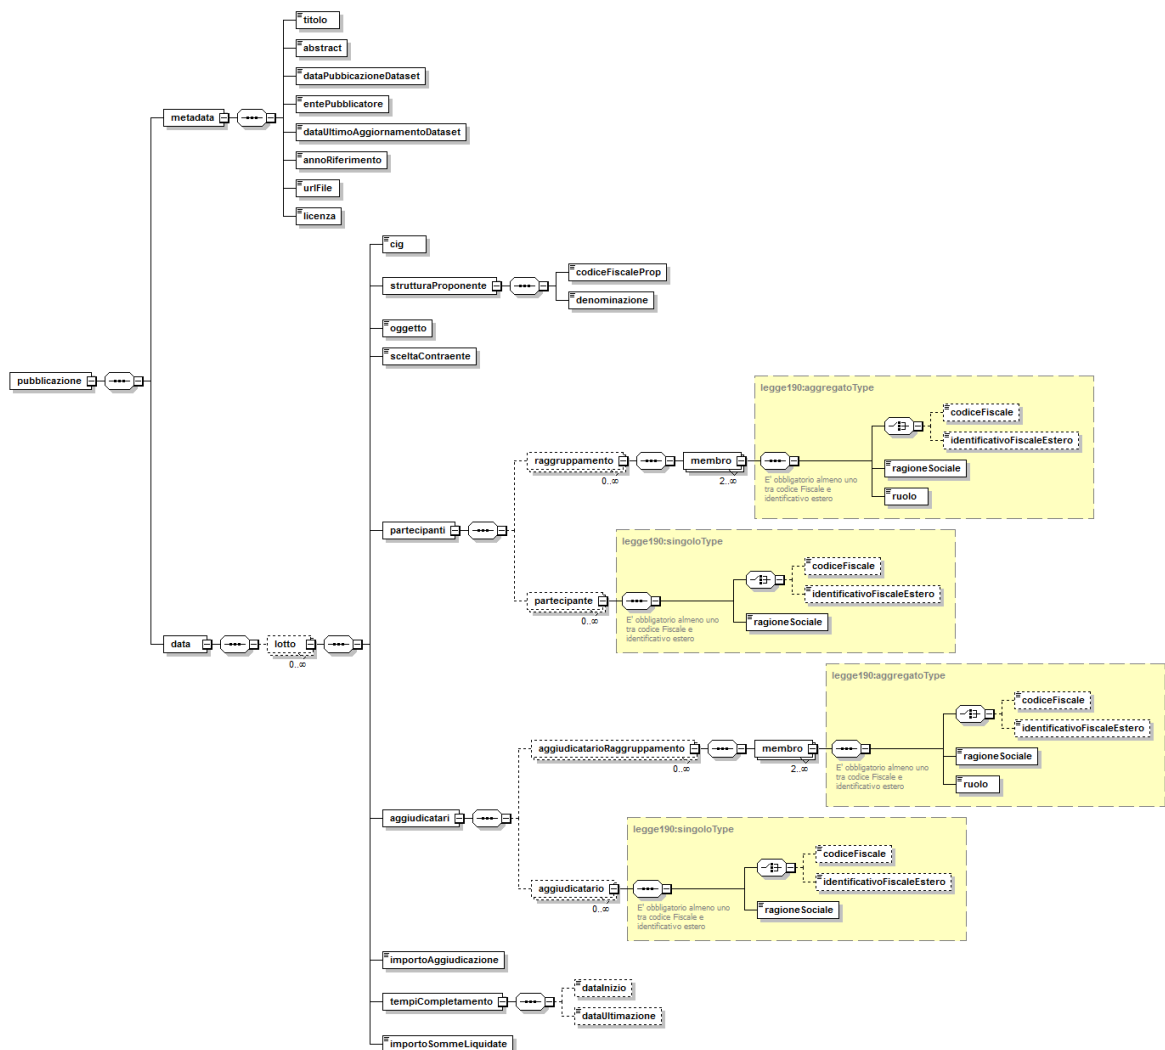 titolo
abstract
dataPubbicazioneDataset
entePubblicatore
metadata
dataUltimoAggiornamentoDataset
annoRiferimento
urlFile
licenza
cig
strutturaProponente
codiceFiscaleProp
denominazione
oggetto
sceltaContraente
pubblicazione
legge190:aggregatoType
codiceFiscale
identificativoFiscaleEstero
raggruppamento
0..∞
membro
2..∞
E' obbligatorio almeno uno
tra codice Fiscale e
identificativo estero
ragioneSociale
ruolo
partecipanti
legge190:singoloType
codiceFiscale
identificativoFiscaleEstero
partecipante
0..∞
E' obbligatorio almeno uno
tra codice Fiscale e
identificativo estero
ragioneSociale
data
lotto
0..∞
legge190:aggregatoType
codiceFiscale
identificativoFiscaleEstero
aggiudicatarioRaggruppamento
0..∞
membro
2..∞
E' obbligatorio almeno uno
tra codice Fiscale e
identificativo estero
ragioneSociale
ruolo
aggiudicatari
legge190:singoloType
codiceFiscale
identificativoFiscaleEstero
aggiudicatario
0..∞
E' obbligatorio almeno uno
tra codice Fiscale e
identificativo estero
ragioneSociale
importoAggiudicazione
tempiCompletamento
dataInizio
dataUltimazione
importoSommeLiquidate